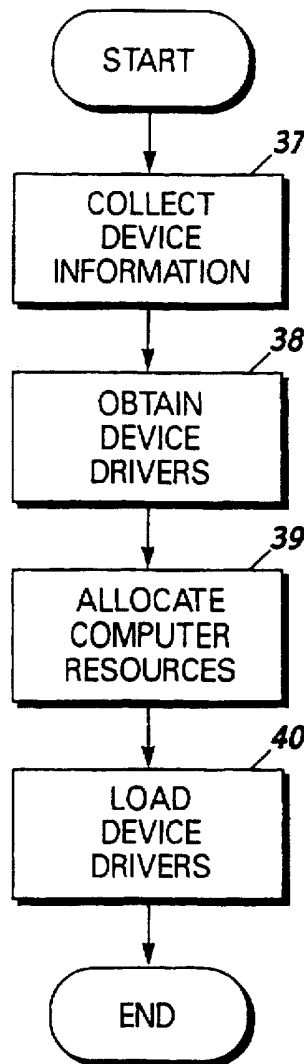 START
37
COLLECT
DEVICE
INFORMATION
38
OBTAIN
DEVICE
DRIVERS
39
ALLOCATE
COMPUTER
RESOURCES
40
LOAD
DEVICE
DRIVERS
END